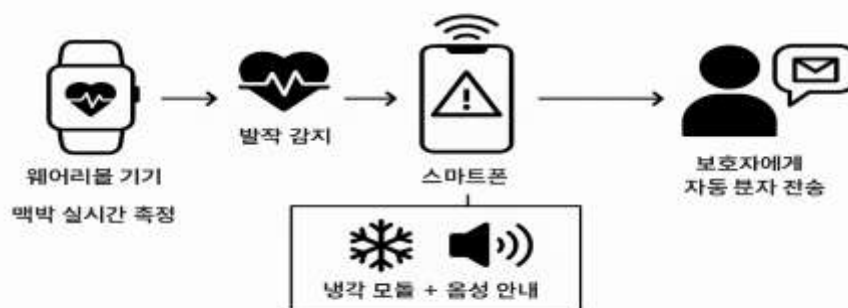 웨어리블 기기
맥박 실시간 측정
발작 감지
스마트폰
보호자에게
자동 문자 전송
냉각 모듈 + 음성 안내